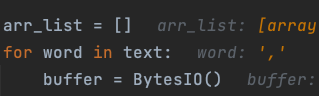 arr_list = [] arr_list: [array
for word in text: word: ','
buffer = BytesIO() buffer: